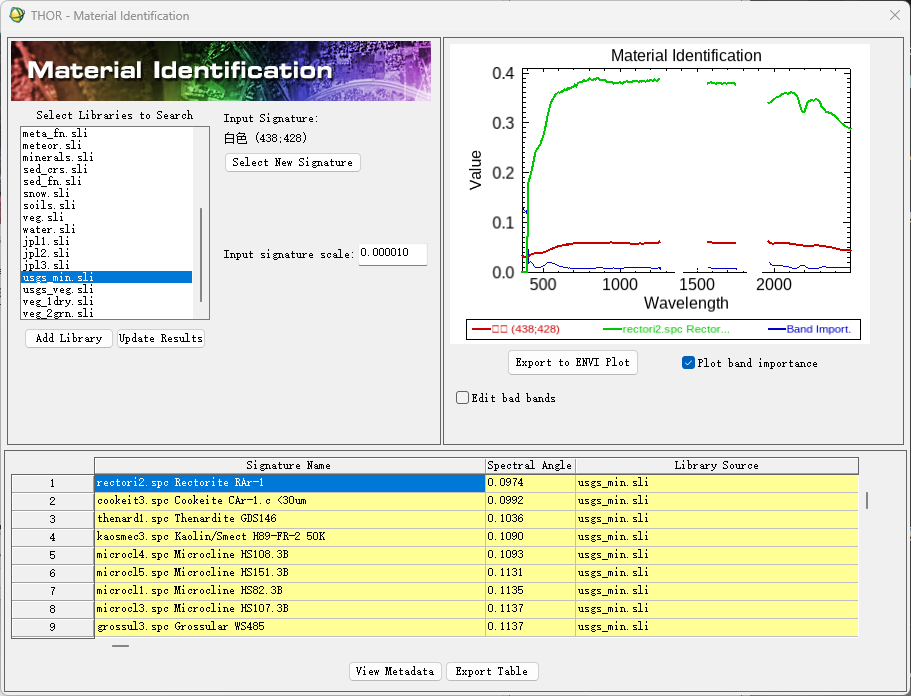 THOR - Material Identification
Material Identification
Select Libraries to Search
meta_fn.sli
meteor.sli
minerals.sli
sed_crs.sli
sed_fn.sli
snow.sli
soils.sli
veg.sli
water.sli
jpl1.sli
jpl2.sli
jpl3.sli
usgs_min.sli
usgs_veg.sli
veg_1dry.sli
veg_2grn.sli
Add Library
Update Results
Input Signature:
白色 (438;428)
Select New Signature
Input signature scale: 0.000010
Material Identification
Value
0.4
0.3
0.2
0.1
0.0
500 1000 1500 2000
Wavelength
□□ (438;428) rectori2.spc Rector... Band Import.
Export to ENVI Plot
Plot band importance
Edit bad bands
Signature Name Spectral Angle Library Source
1 rectori2.spc Rectorite RAr-1 0.0974 usgs_min.sli
2 cookeit3.spc Cookeite CAr-1.c <30um 0.0992 usgs_min.sli
3 thenard1.spc Thenardite GDS146 0.1036 usgs_min.sli
4 kaosmec3.spc Kaolin/Smect H89-FR-2 50K 0.1090 usgs_min.sli
5 microcl4.spc Microcline HS108.3B 0.1093 usgs_min.sli
6 microcl5.spc Microcline HS151.3B 0.1131 usgs_min.sli
7 microcl1.spc Microcline HS82.3B 0.1135 usgs_min.sli
8 microcl3.spc Microcline HS107.3B 0.1137 usgs_min.sli
9 grossul3.spc Grossular WS485 0.1137 usgs_min.sli
View Metadata
Export Table